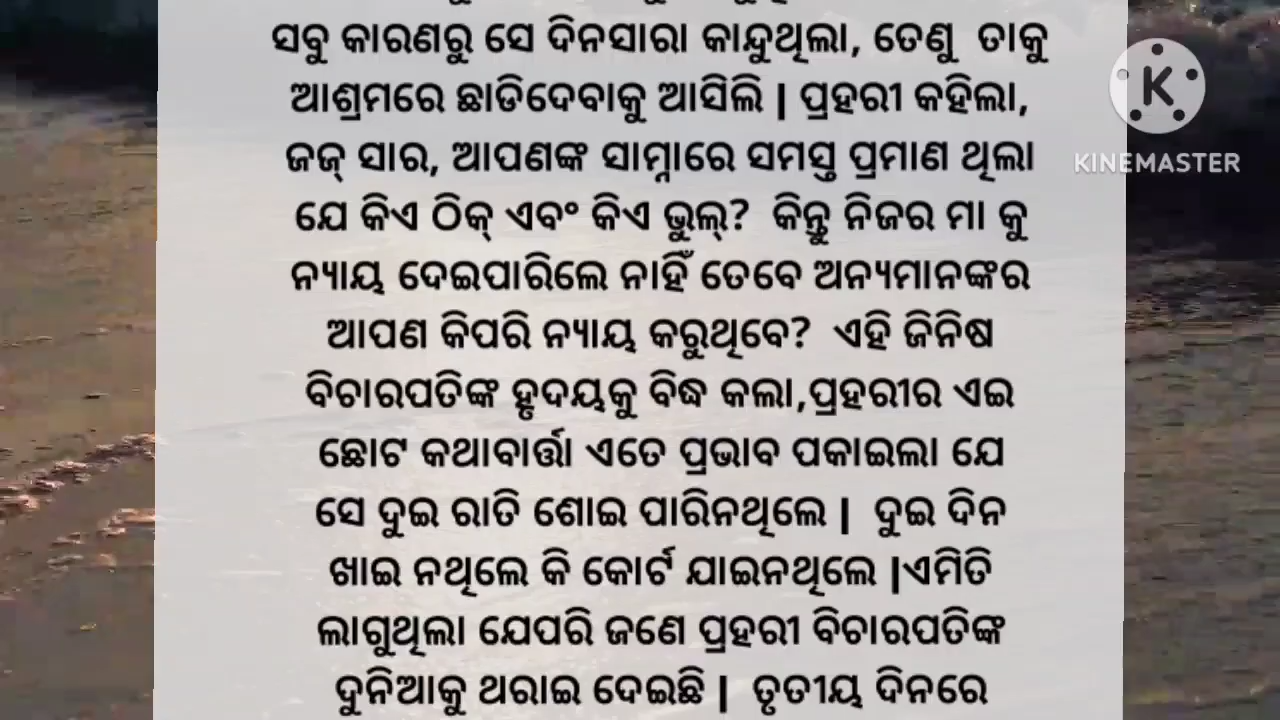 ସବୁ କାରଣରୁ ସେ ଦିନସାରା କାନ୍ଦୁଥିଲା, ତେଣୁ ତାକୁ
ଆଶ୍ରମରେ ଛାଡିଦେବାକୁ ଆସିଲି | ପ୍ରହରୀ କହିଲା,
ଜଜ୍ ସାର, ଆପଣଙ୍କ ସାମ୍ନାରେ ସମସ୍ତ ପ୍ରମାଣ ଥିଲା
ଯେ କିଏ ଠିକ୍ ଏବଂ କିଏ ଭୁଲ୍? କିନ୍ତୁ ନିଜର ମା କୁ
ନ୍ୟାୟ ଦେଇପାରିଲେ ନାହିଁ ତେବେ ଅନ୍ୟମାନଙ୍କର
ଆପଣ କିପରି ନ୍ୟାୟ କରୁଥିବେ? ଏହି ଜିନିଷ
ବିଚାରପତିଙ୍କ ହୃଦୟକୁ ବିଦ୍ଧ କଲା,ପ୍ରହରୀର ଏଇ
ଛୋଟ କଥାବାର୍ତ୍ତା ଏତେ ପ୍ରଭାବ ପକାଇଲା ଯେ
ସେ ଦୁଇ ରାତି ଶୋଇ ପାରିନଥିଲେ | ଦୁଇ ଦିନ
ଖାଇ ନଥିଲେ କି କୋର୍ଟ ଯାଇନଥିଲେ |ଏମିତି
ଲାଗୁଥିଲା ଯେପରି ଜଣେ ପ୍ରହରୀ ବିଚାରପତିଙ୍କ
ଦୁନିଆକୁ ଥରାଇ ଦେଇଛି | ତୃତୀୟ ଦିନରେ
K
KINEMASTER